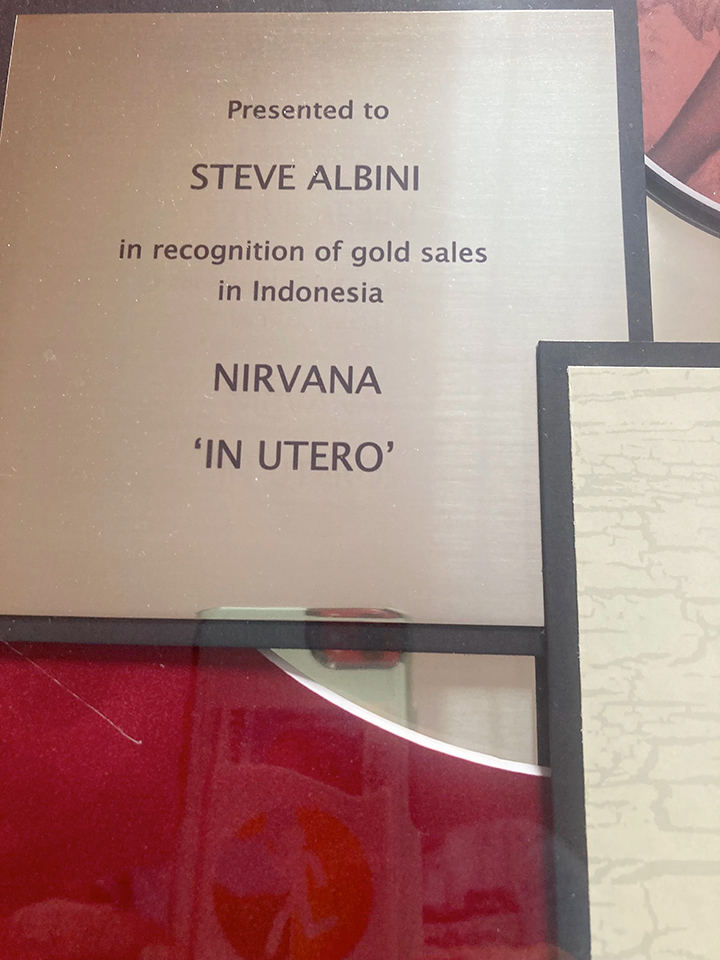 Presented to
STEVE ALBINI
in recognition of gold sales
in Indonesia
NIRVANA
‘IN UTERO’